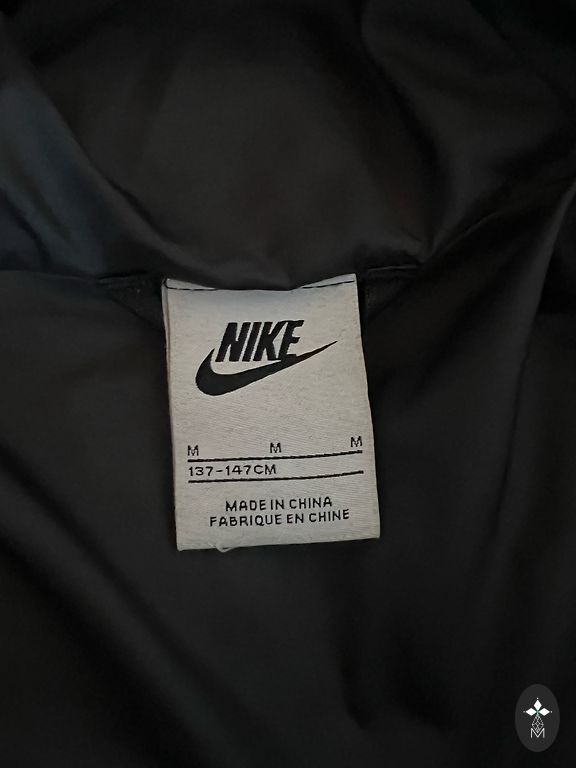 NIKE
M M M
137-147CM
MADE IN CHINA
FABRIQUE EN CHINE
M